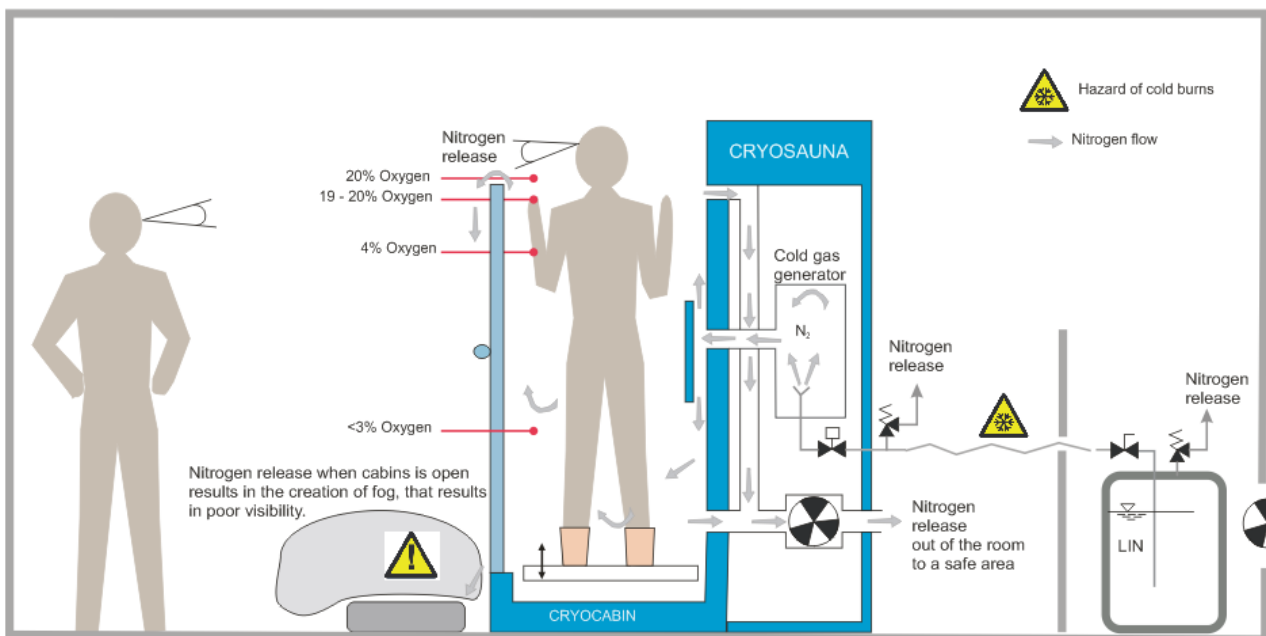 Hazard of cold burns
Nitrogen flow
CRYOSAUNA
Nitrogen
release
20% Oxygen
19 - 20% Oxygen
4% Oxygen
<3% Oxygen
Cold gas
generator
N₂
Nitrogen
release
Nitrogen
release
Nitrogen release when cabins is open
results in the creation of fog, that results
in poor visibility.
Nitrogen
release
out of the room
to a safe area
LIN
CRYOCABIN